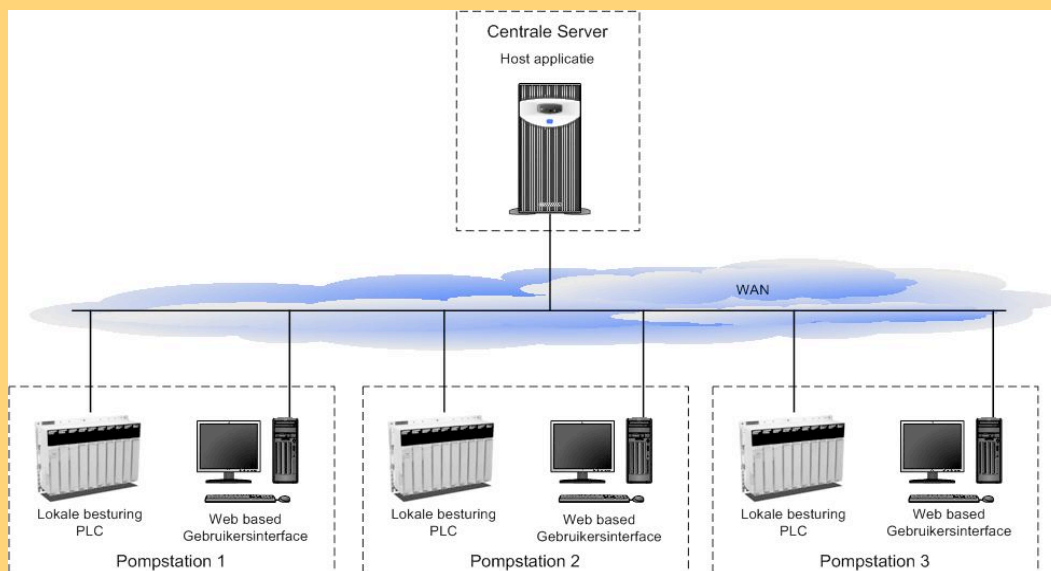 Centrale Server
Host applicatie
WAN
Lokale besturing
PLC
Web based
Gebruikersinterface
Pompstation 1
Lokale besturing
PLC
Web based
Gebruikersinterface
Pompstation 2
Lokale besturing
PLC
Web based
Gebruikersinterface
Pompstation 3